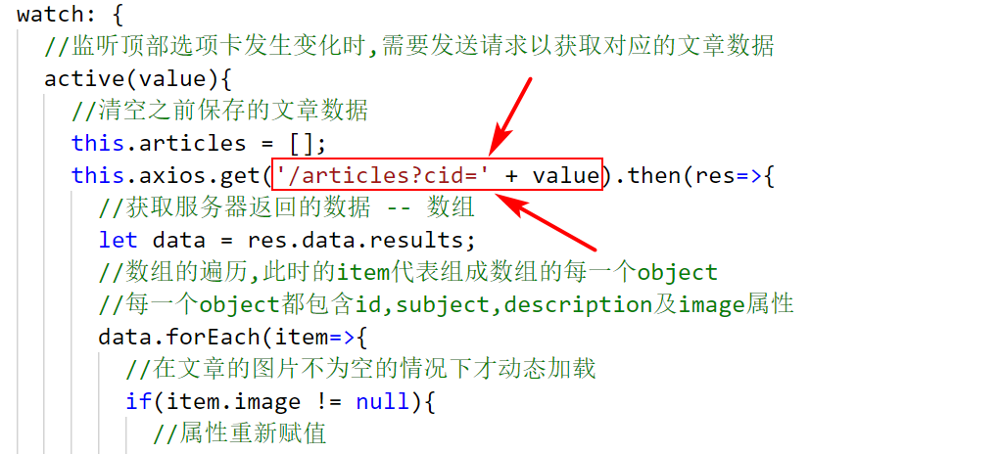 watch: {
//监听顶部选项卡发生变化时,需要发送请求以获取对应的文章数据
active(value){
//清空之前保存的文章数据
this.articles = [];
this.axios.get('/articles?cid=' + value).then(res=>{
//获取服务器返回的数据 -- 数组
let data = res.data.results;
//数组的遍历,此时的item代表组成数组的每一个object
//每一个object都包含id,subject,description及image属性
data.forEach(item=>{
//在文章的图片不为空的情况下才动态加载
if(item.image != null){
//属性重新赋值